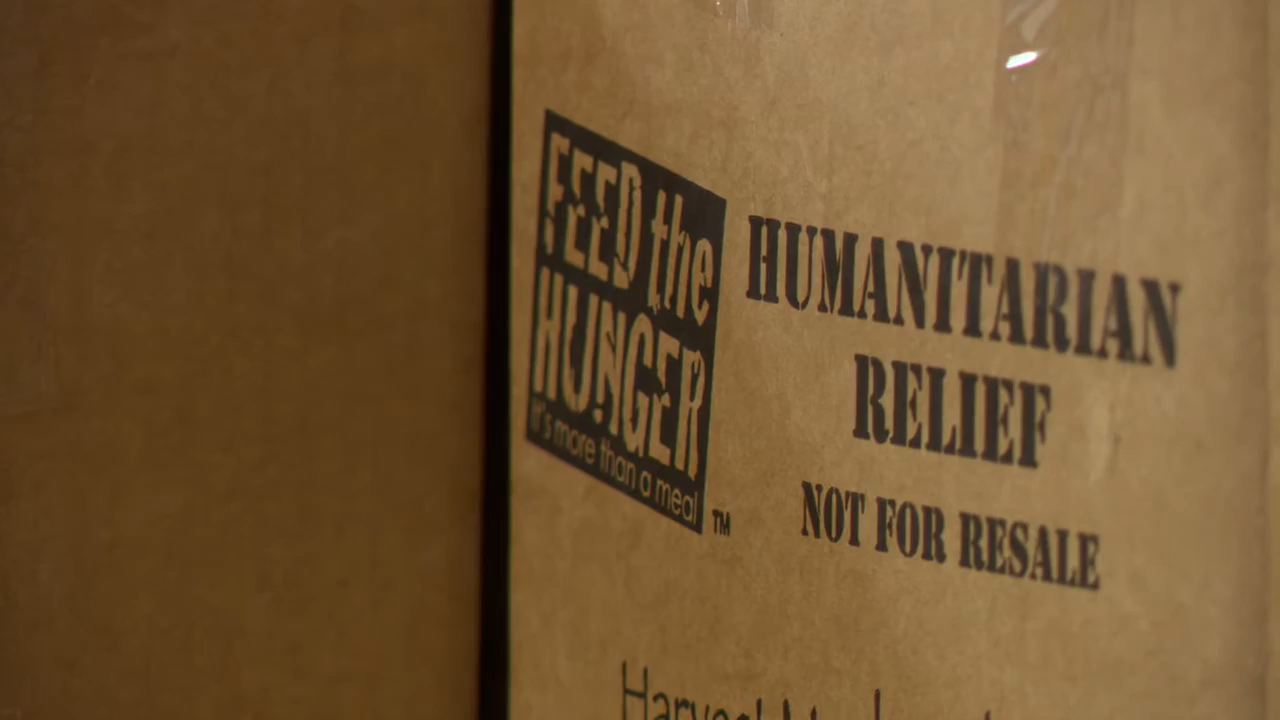 FEED the
HUNGER
it's more than a meal
TM
HUMANITARIAN
RELIEF
NOT FOR RESALE